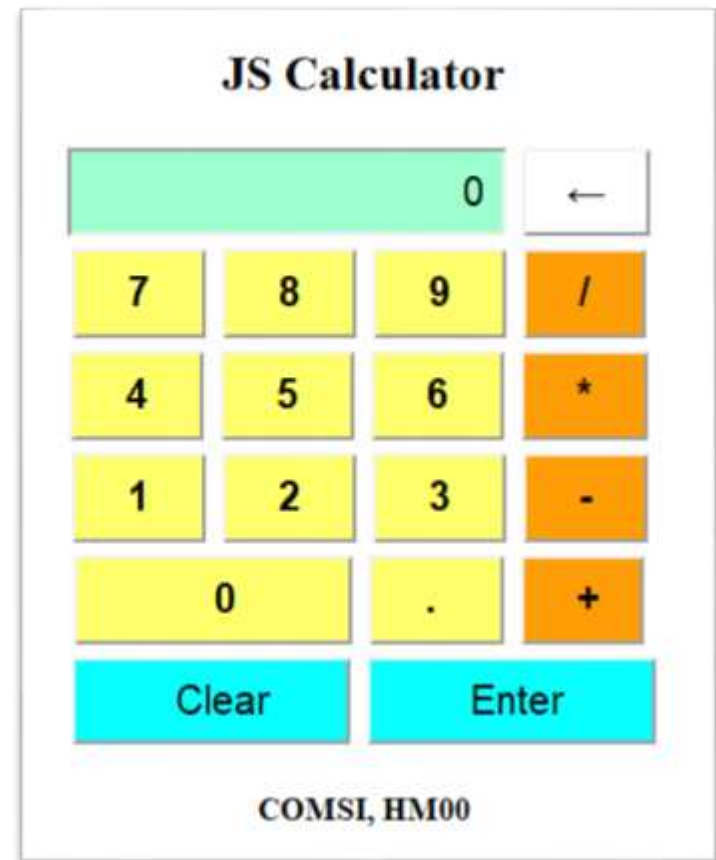 JS Calculator
0 ←
7 8 9 /
4 5 6 *
1 2 3 -
0 . +
Clear Enter
COMSI, HM00